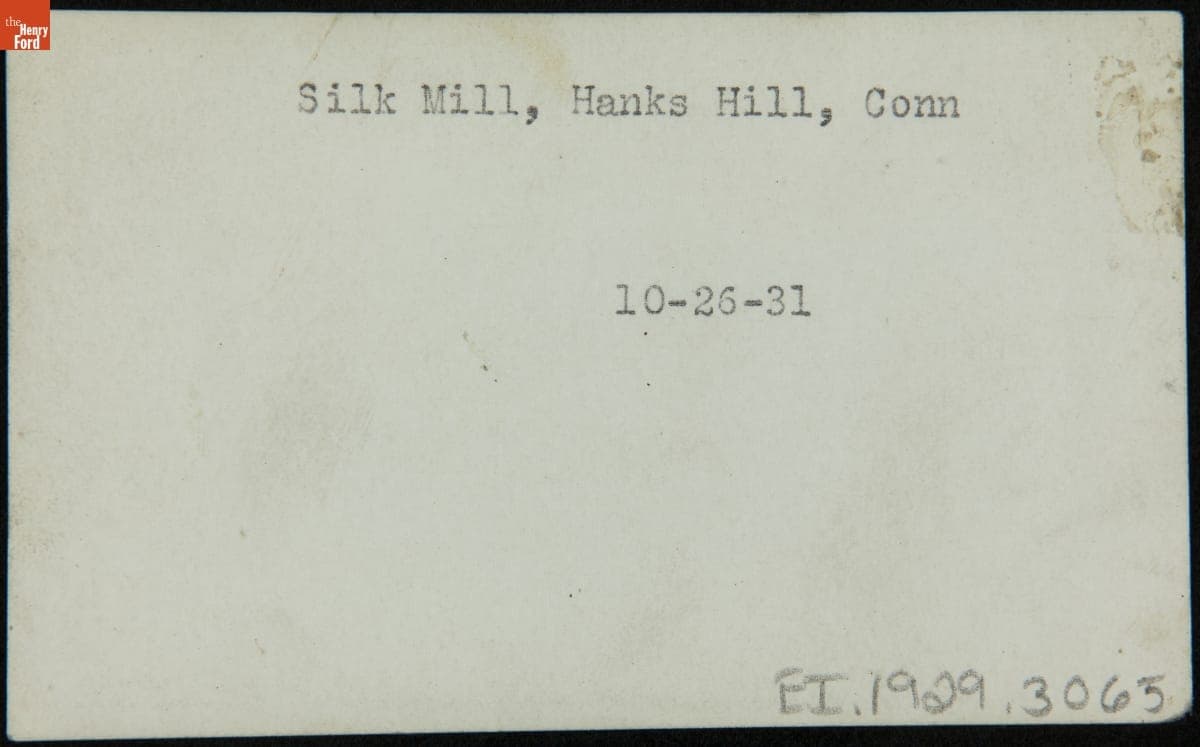 the
Henry
Ford
Silk Mill, Hanks Hill, Conn
10-26-31
EI.1929.3065